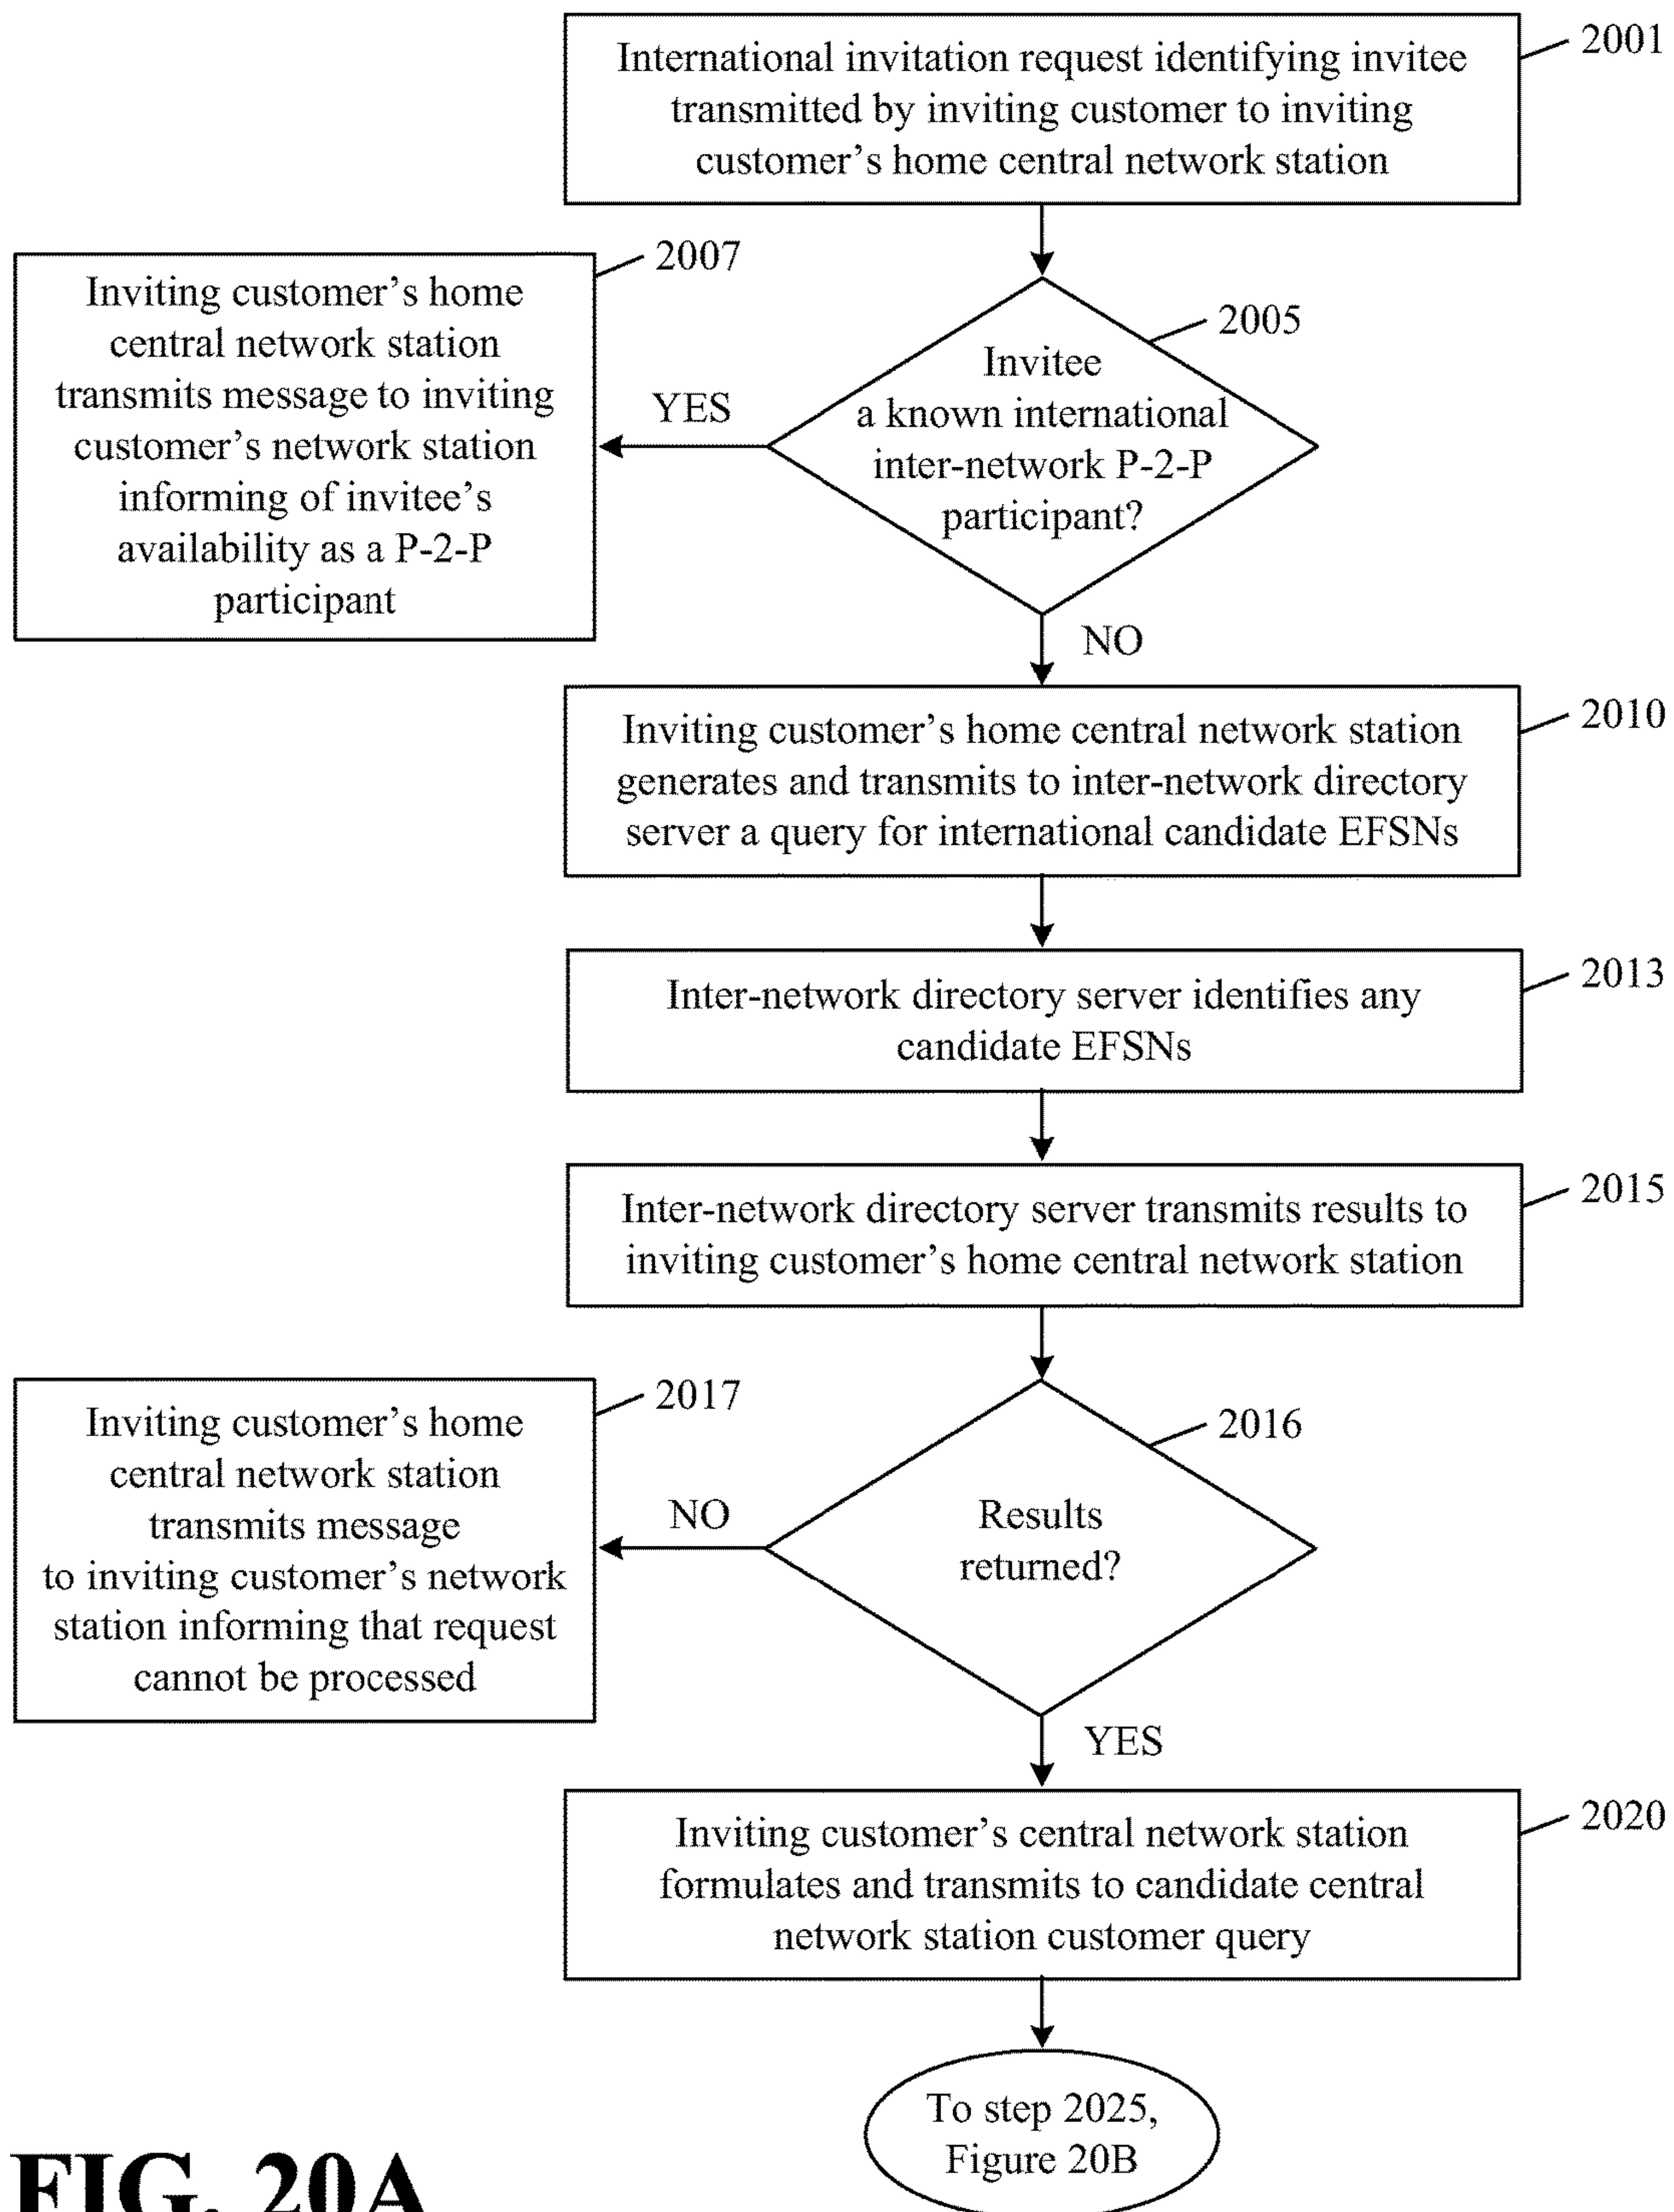 International invitation request identifying invitee
transmitted by inviting customer to inviting
customer's home central network station
2001
2007
Inviting customer's home
central network station
transmits message to inviting
customer's network station
informing of invitee's
availability as a P-2-P
participant
YES
2005
Invitee
a known international
inter-network P-2-P
participant?
NO
Inviting customer's home central network station
generates and transmits to inter-network directory
server a query for international candidate EFSNs
2010
Inter-network directory server identifies any
candidate EFSNs
2013
Inter-network directory server transmits results to
inviting customer's home central network station
2015
2017
Inviting customer's home
central network station
transmits message
to inviting customer's network
station informing that request
cannot be processed
NO
2016
Results
returned?
YES
Inviting customer's central network station
formulates and transmits to candidate central
network station customer query
2020
To step 2025,
Figure 20B
FIG. 20A